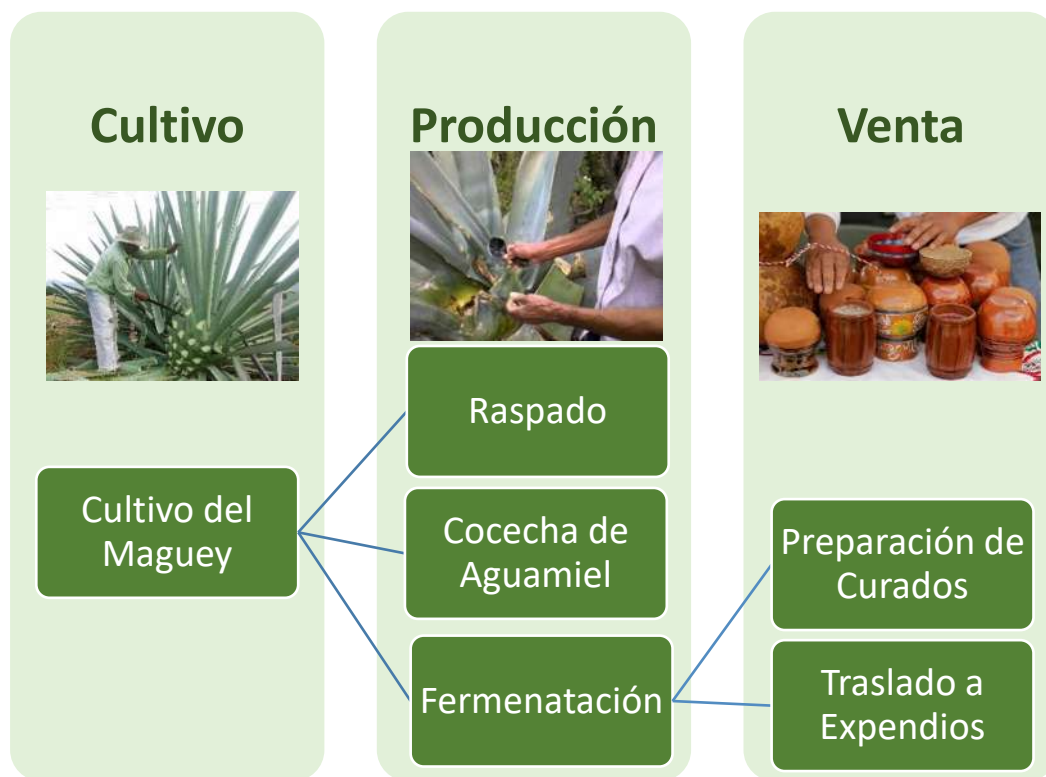 Cultivo
Cultivo del
Maguey
Producción
Raspado
Cocecha de
Aguamiel
Fermenatación
Venta
Preparación de
Curados
Traslado a
Expendios